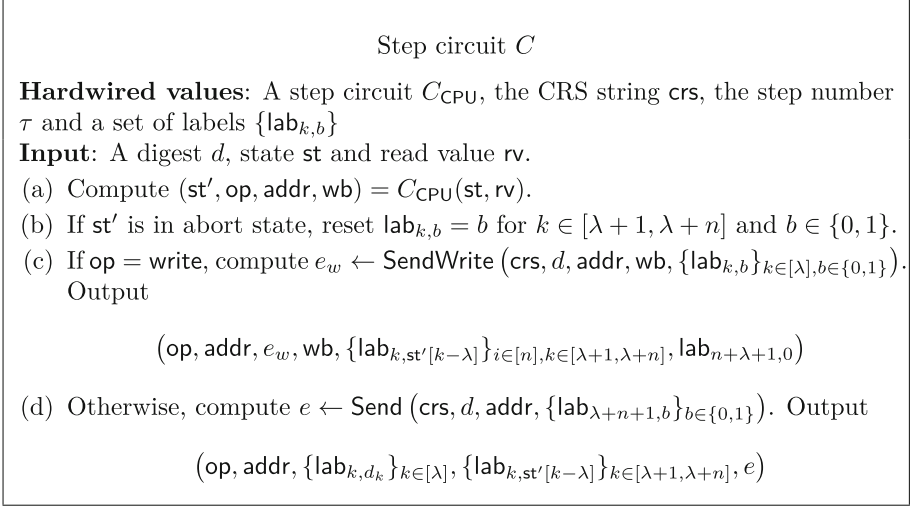 Step circuit C
Hardwired values: A step circuit C_CPU, the CRS string crs, the step number
τ and a set of labels {lab_{k,b}}
Input: A digest d, state st and read value rv.
(a) Compute (st′, op, addr, wb) = C_CPU(st, rv).
(b) If st′ is in abort state, reset lab_{k,b} = b for k ∈ [λ + 1, λ + n] and b ∈ {0, 1}.
(c) If op = write, compute e_w ← SendWrite (crs, d, addr, wb, {lab_{k,b}}_{k∈[λ],b∈{0,1}}).
Output
(op, addr, e_w, wb, {lab_{k,st′[k−λ]}}_{i∈[n],k∈[λ+1,λ+n]}, lab_{n+λ+1,0})
(d) Otherwise, compute e ← Send (crs, d, addr, {lab_{λ+n+1,b}}_{b∈{0,1}}). Output
(op, addr, {lab_{k,d_k}}_{k∈[λ]}, {lab_{k,st′[k−λ]}}_{k∈[λ+1,λ+n]}, e)